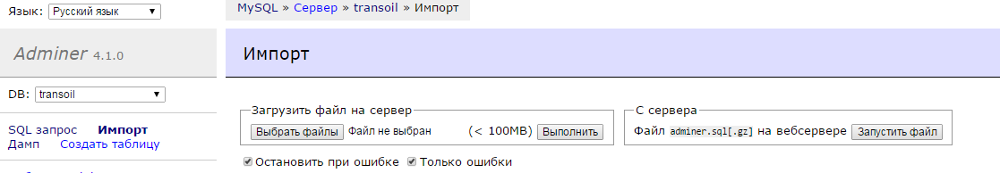 Язык: Русский язык
MySQL » Сервер » transoil » Импорт
Adminer 4.1.0
Импорт
DB: transoil
SQL запрос Импорт
Дамп Создать таблицу
Загрузить файл на сервер
Выбрать файлы Файл не выбран (< 100MB) Выполнить
С сервера
Файл adminer.sql[.gz] на вебсервере Запустить файл
Остановить при ошибке Только ошибки